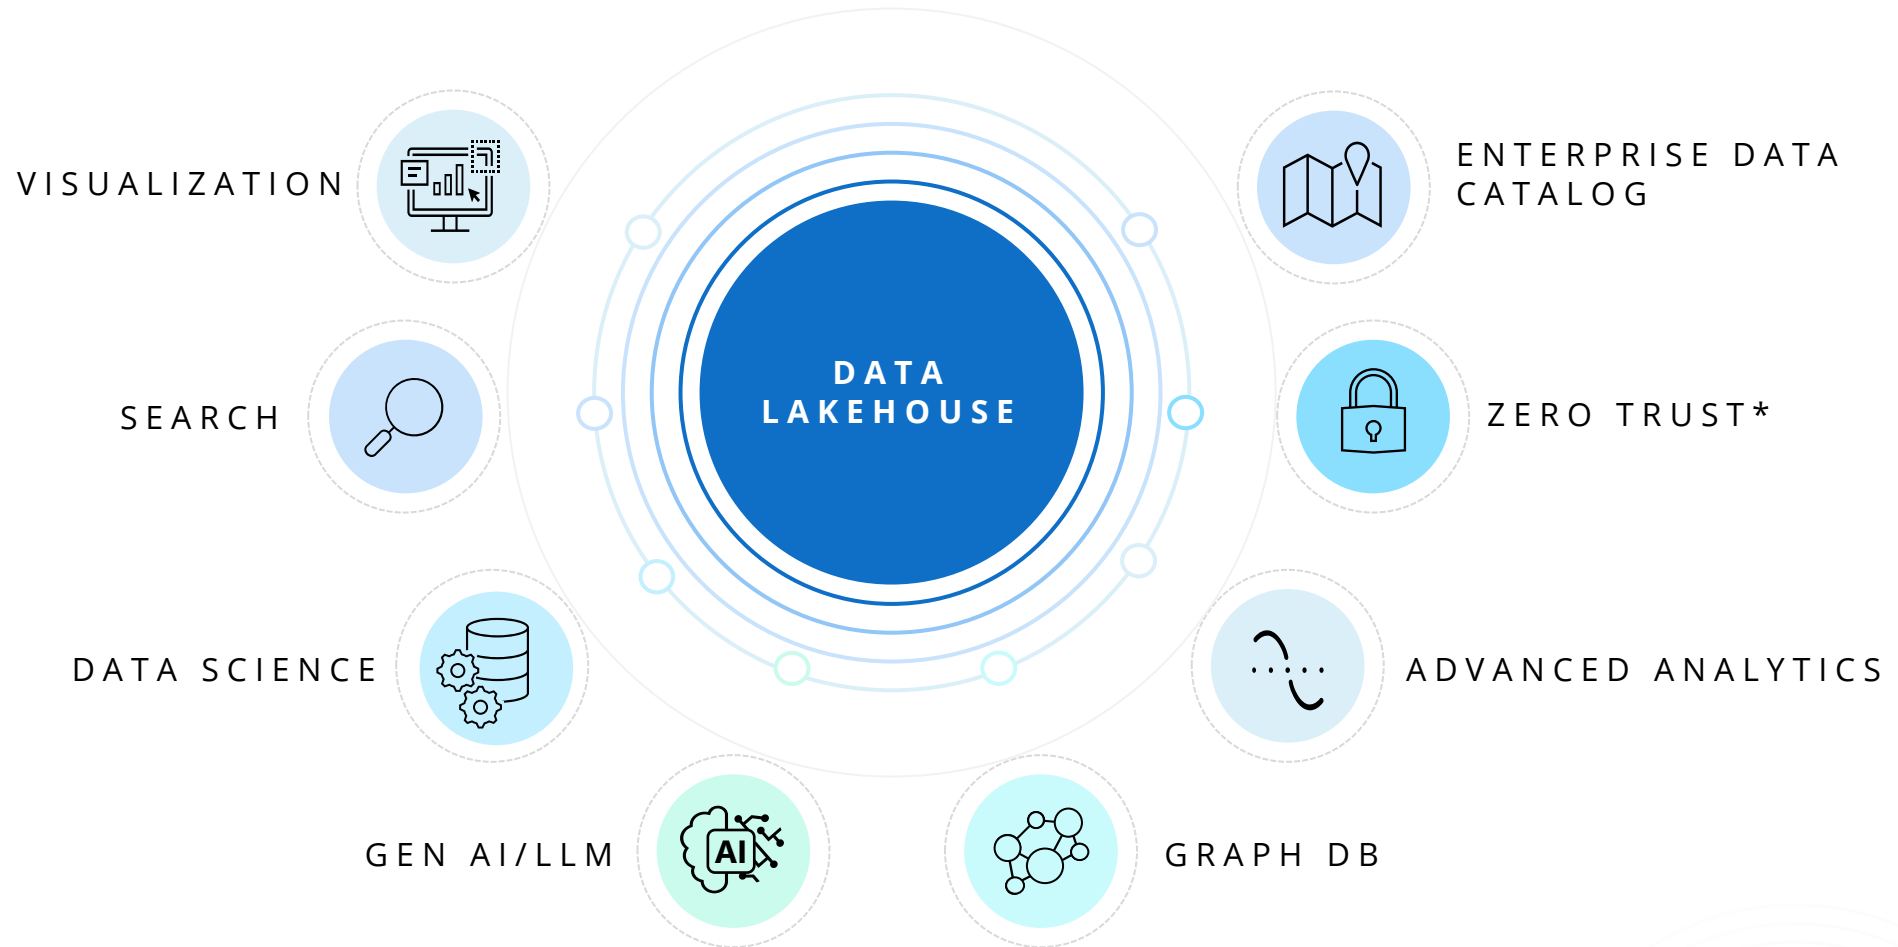 VISUALIZATION
ENTERPRISE DATA
CATALOG
SEARCH
DATA
LAKEHOUSE
ZERO TRUST*
DATA SCIENCE
ADVANCED ANALYTICS
GEN AI/LLM
AI
GRAPH DB